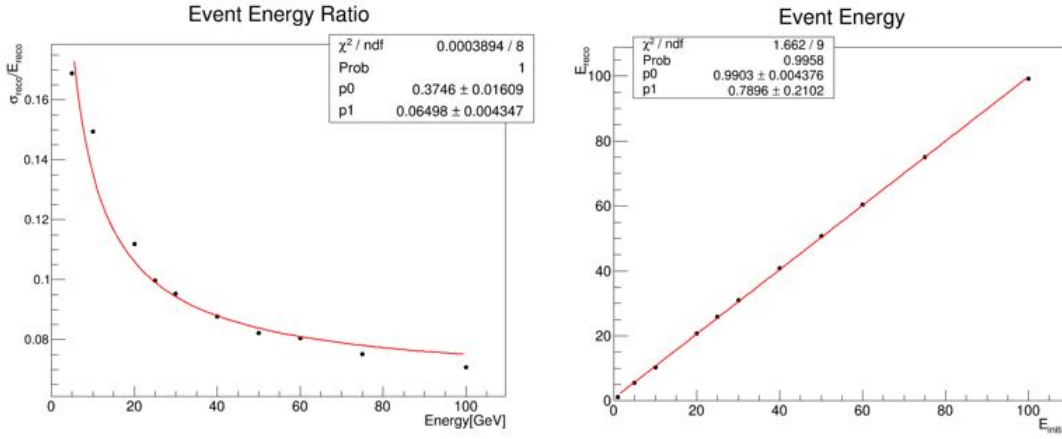 Event Energy Ratio
χ² / ndf 0.0003894 / 8
Prob 1
p0 0.3746 ± 0.01609
p1 0.06498 ± 0.004347
σreco/Ereco
0.16
0.14
0.12
0.1
0.08
0 20 40 60 80 100
Energy[GeV]
Event Energy
χ² / ndf 1.662 / 9
Prob 0.9958
p0 0.9903 ± 0.004376
p1 0.7896 ± 0.2102
Ereco
100
80
60
40
20
0
0 20 40 60 80 100